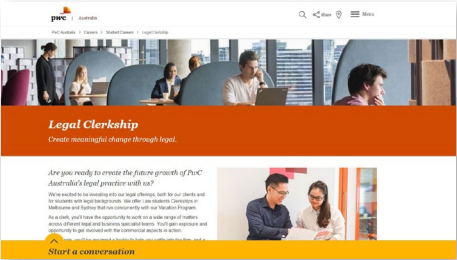 pwc | Australia
Share
Menu
PwC Australia > Careers > Student Careers > Legal Clerkship
Legal Clerkship
Create meaningful change through legal.
Are you ready to create the future growth of PwC
Australia's legal practice with us?
We're excited to be investing into our legal offerings, both for our clients and
for students with legal backgrounds. We offer Law students Clerkships in
Melbourne and Sydney that run concurrently with our Vacation Program.
As a clerk, you'll have the opportunity to work on a wide range of matters
across different legal and business specialist teams. You'll gain exposure and
opportunity to get involved with the commercial aspects in action.
Start a conversation